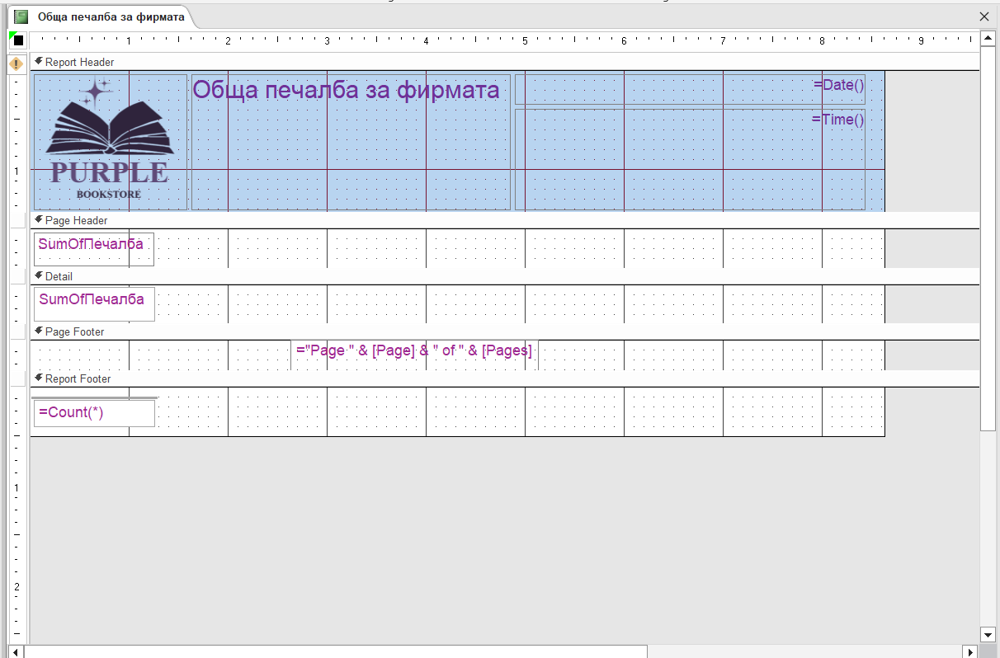 Обща печалба за фирмата
1 2 3 4 5 6 7 8 9
Report Header
Обща печалба за фирмата
=Date()
=Time()
PURPLE
BOOKSTORE
1
Page Header
SumOfПечалба
Detail
SumOfПечалба
Page Footer
="Page " & [Page] & " of " & [Pages]
Report Footer
=Count(*)
1
2